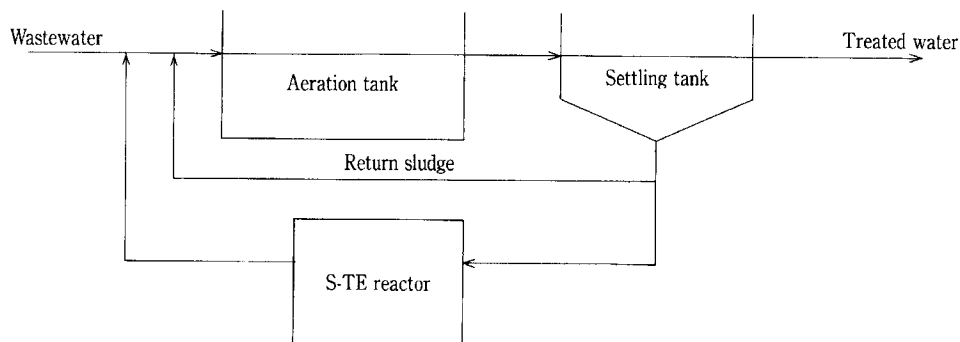 Wastewater
Treated water
Aeration tank
Settling tank
Return sludge
S-TE reactor